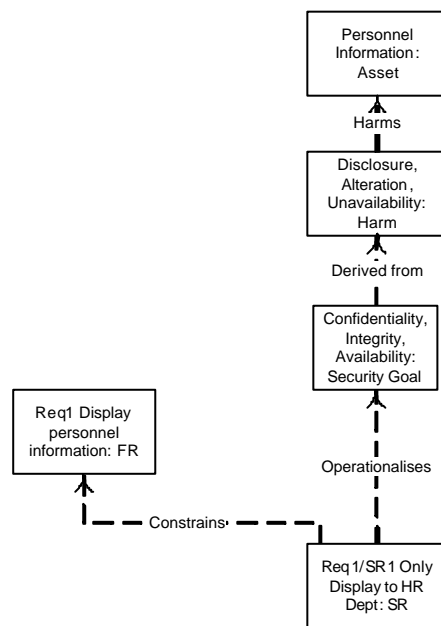 Personnel
Information:
Asset
Harms
Disclosure,
Alteration,
Unavailability:
Harm
Derived from
Confidentiality,
Integrity,
Availability:
Security Goal
Req1 Display
personnel
information: FR
Operationalises
Constrains
Req1/SR1 Only
Display to HR
Dept: SR